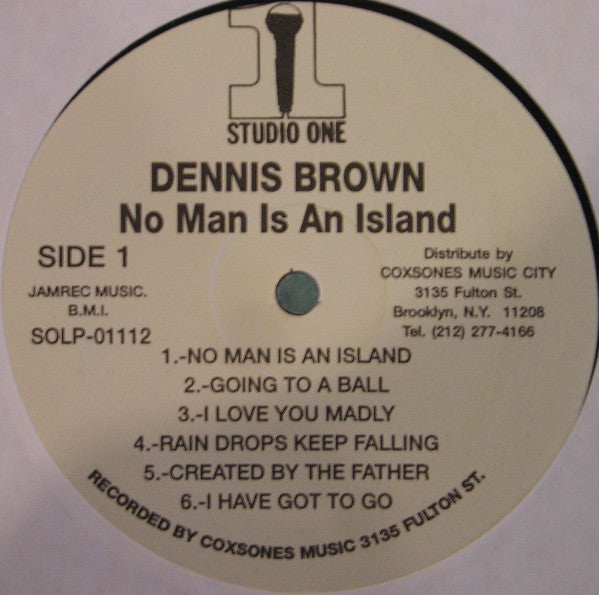 1
STUDIO ONE
DENNIS BROWN
No Man Is An Island
SIDE 1
JAMREC MUSIC.
B.M.I.
SOLP-01112
Distribute by
COXSONES MUSIC CITY
3135 Fulton St.
Brooklyn, N.Y. 11208
Tel. (212) 277-4166
1.-NO MAN IS AN ISLAND
2.-GOING TO A BALL
3.-I LOVE YOU MADLY
4.-RAIN DROPS KEEP FALLING
5.-CREATED BY THE FATHER
6.-I HAVE GOT TO GO
RECORDED BY COXSONES MUSIC 3135 FULTON ST.